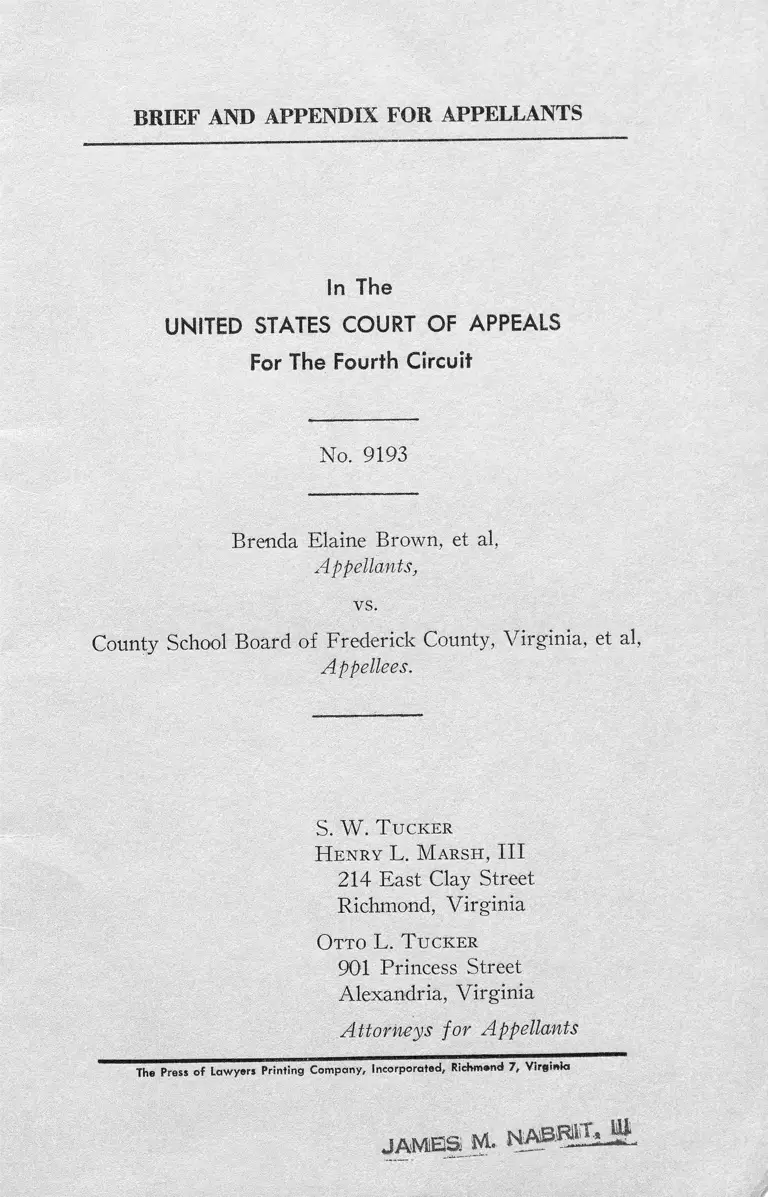 BRIEF AND APPENDIX FOR APPELLANTS
In The
UNITED STATES COURT OF APPEALS
For The Fourth Circuit
No. 9193
Brenda Elaine Brown, et al,
Appellants,
vs.
County School Board of Frederick County, Virginia, et al,
Appellees.
S. W. TUCKER
HENRY L. MARSH, III
214 East Clay Street
Richmond, Virginia
OTTO L. TUCKER
901 Princess Street
Alexandria, Virginia
Attorneys for Appellants
The Press of Lawyers Printing Company, Incorporated, Richmond 7, Virginia
JAMES M. NABRIT, III